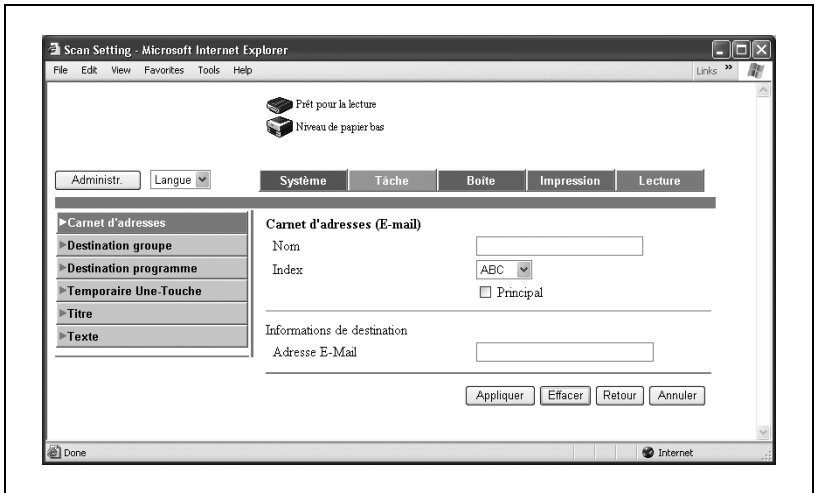 Scan Setting - Microsoft Internet Explorer
File Edit View Favorites Tools Help Links »
Prêt pour la lecture
Niveau de papier bas
Administr. Langue Système Tâche Boîte Impression Lecture
Carnet d'adresses
Destination groupe
Destination programme
Temporaire Une-Touche
Titre
Texte
Carnet d'adresses (E-mail)
Nom
Index ABC
Principal
Informations de destination
Adresse E-Mail
Appliquer Effacer Retour Annuler
Done Internet